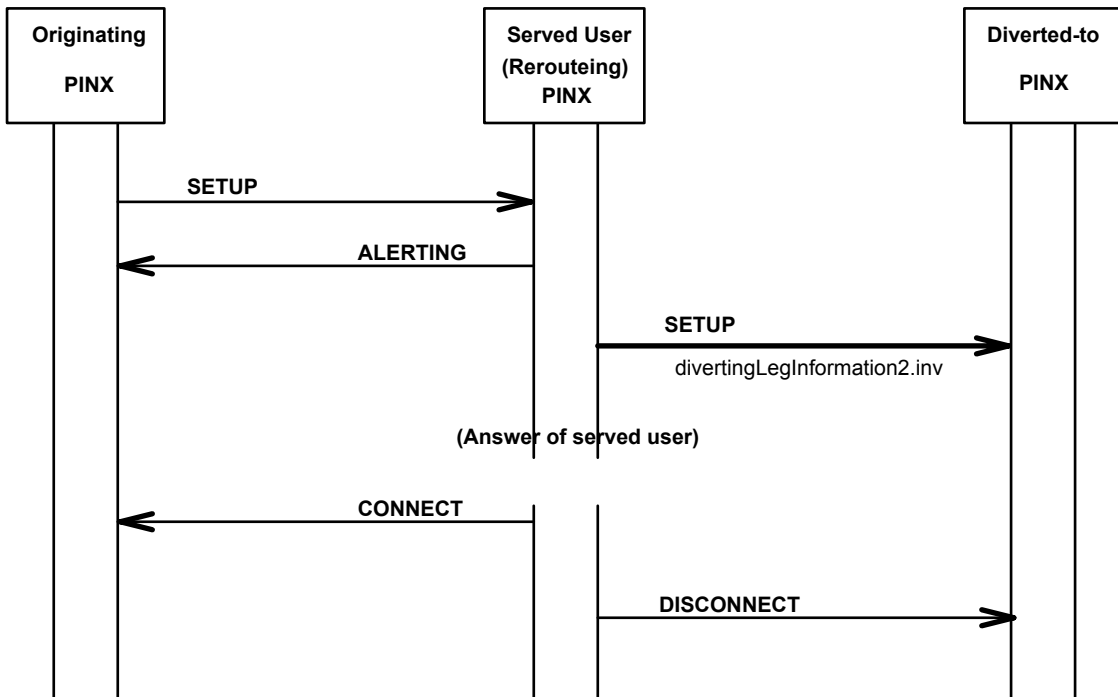 Originating
PINX
Served User
(Rerouteing)
PINX
Diverted-to
PINX
SETUP
ALERTING
SETUP
divertingLegInformation2.inv
(Answer of served user)
CONNECT
DISCONNECT